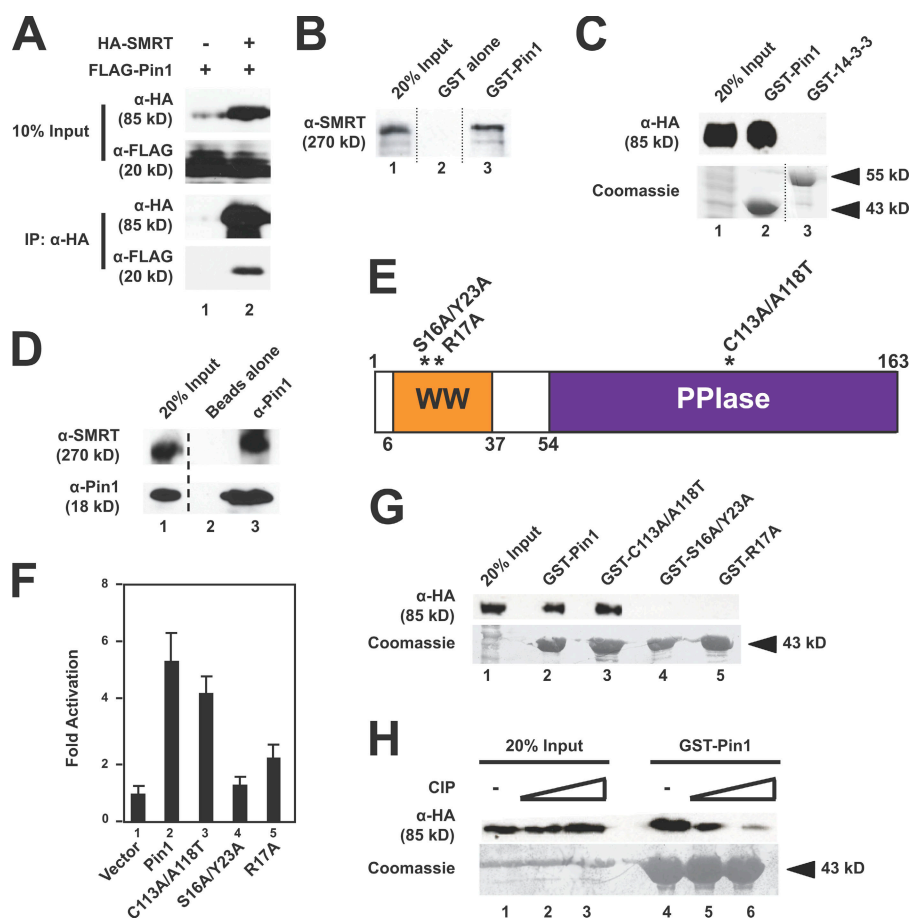 A
HA-SMRT - +
FLAG-Pin1 + +
10% Input
α-HA
(85 kD)
α-FLAG
(20 kD)
IP: α-HA
α-HA
(85 kD)
α-FLAG
(20 kD)
1 2
B
20% Input
GST alone
GST-Pin1
α-SMRT
(270 kD)
1 2 3
C
20% Input
GST-Pin1
GST-14-3-3
α-HA
(85 kD)
Coomassie
55 kD
43 kD
1 2 3
D
20% Input
Beads alone
α-Pin1
α-SMRT
(270 kD)
α-Pin1
(18 kD)
1 2 3
E
S16A/Y23A
R17A
C113A/A118T
1 ** * 163
WW PPIase
6 37 54
F
Fold Activation
8
6
4
2
0
1 2 3 4 5
Vector
Pin1
C113A/A118T
S16A/Y23A
R17A
G
20% Input
GST-Pin1
GST-C113A/A118T
GST-S16A/Y23A
GST-R17A
α-HA
(85 kD)
Coomassie
43 kD
1 2 3 4 5
H
20% Input GST-Pin1
CIP - -
α-HA
(85 kD)
Coomassie
43 kD
1 2 3 4 5 6